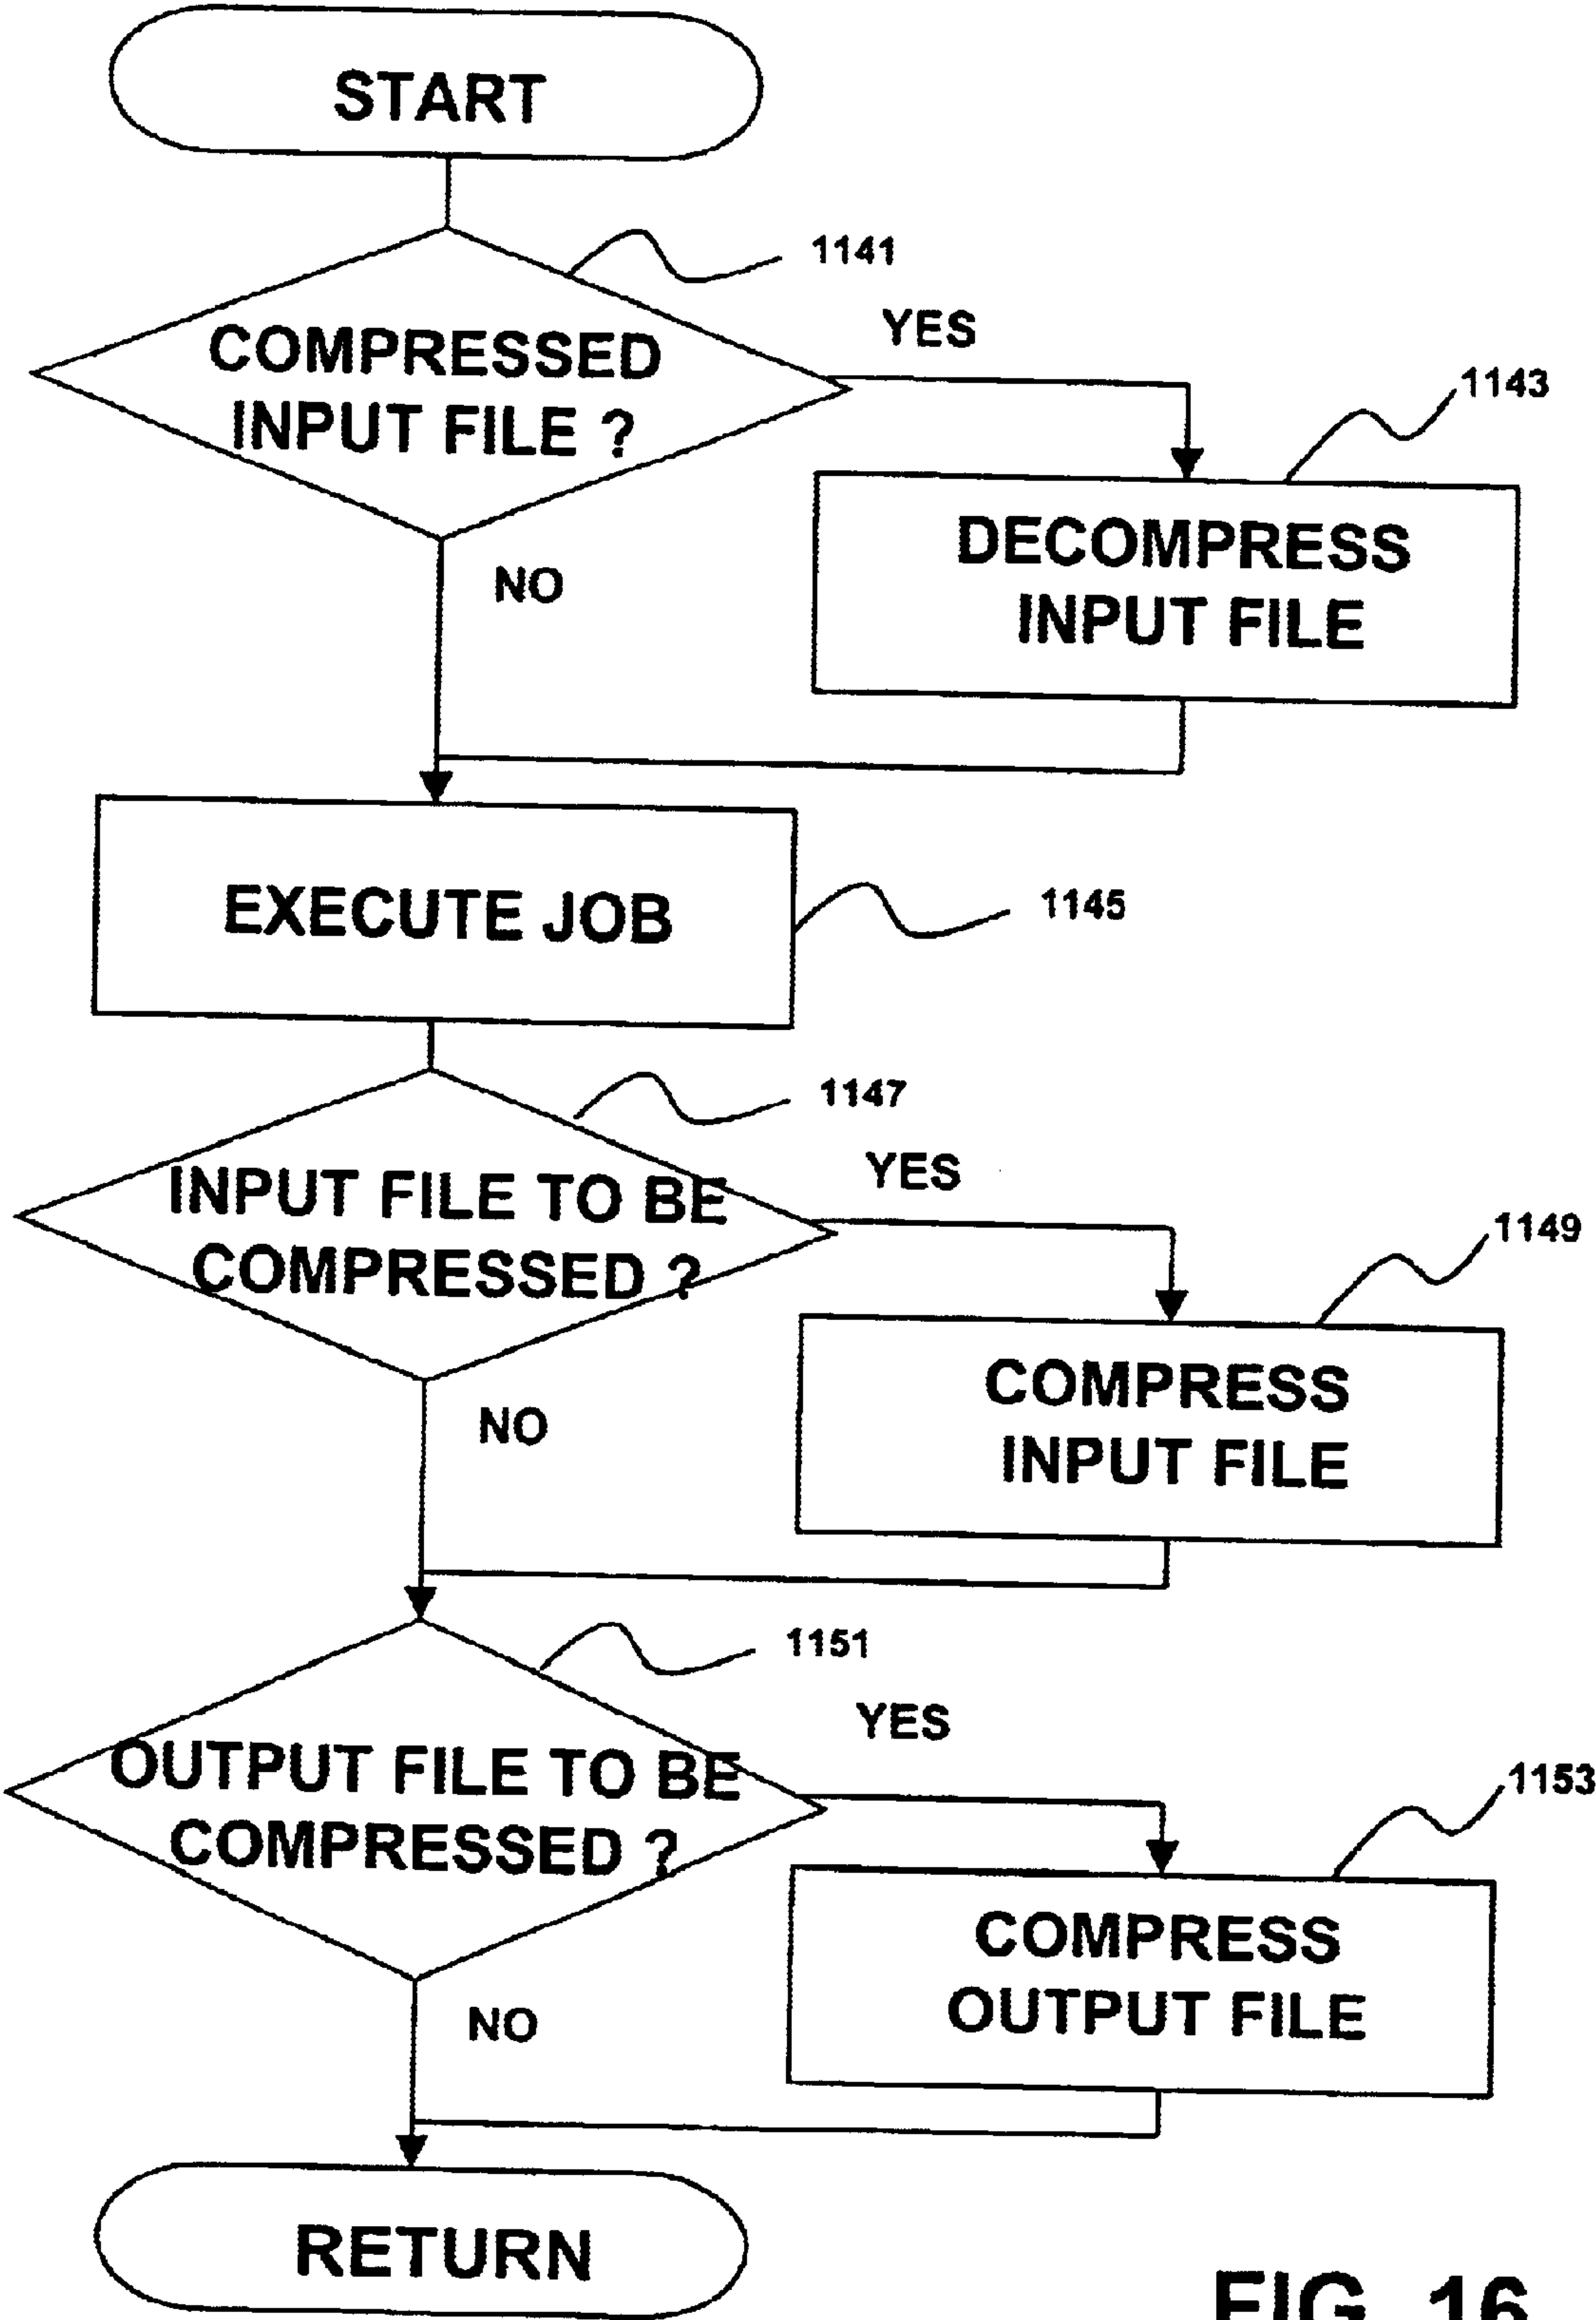 START
1141
COMPRESSED
INPUT FILE ?
YES
1143
DECOMPRESS
INPUT FILE
NO
EXECUTE JOB
1145
1147
INPUT FILE TO BE
COMPRESSED ?
YES
1149
COMPRESS
INPUT FILE
NO
1151
OUTPUT FILE TO BE
COMPRESSED ?
YES
1153
COMPRESS
OUTPUT FILE
NO
RETURN
FIG. 16